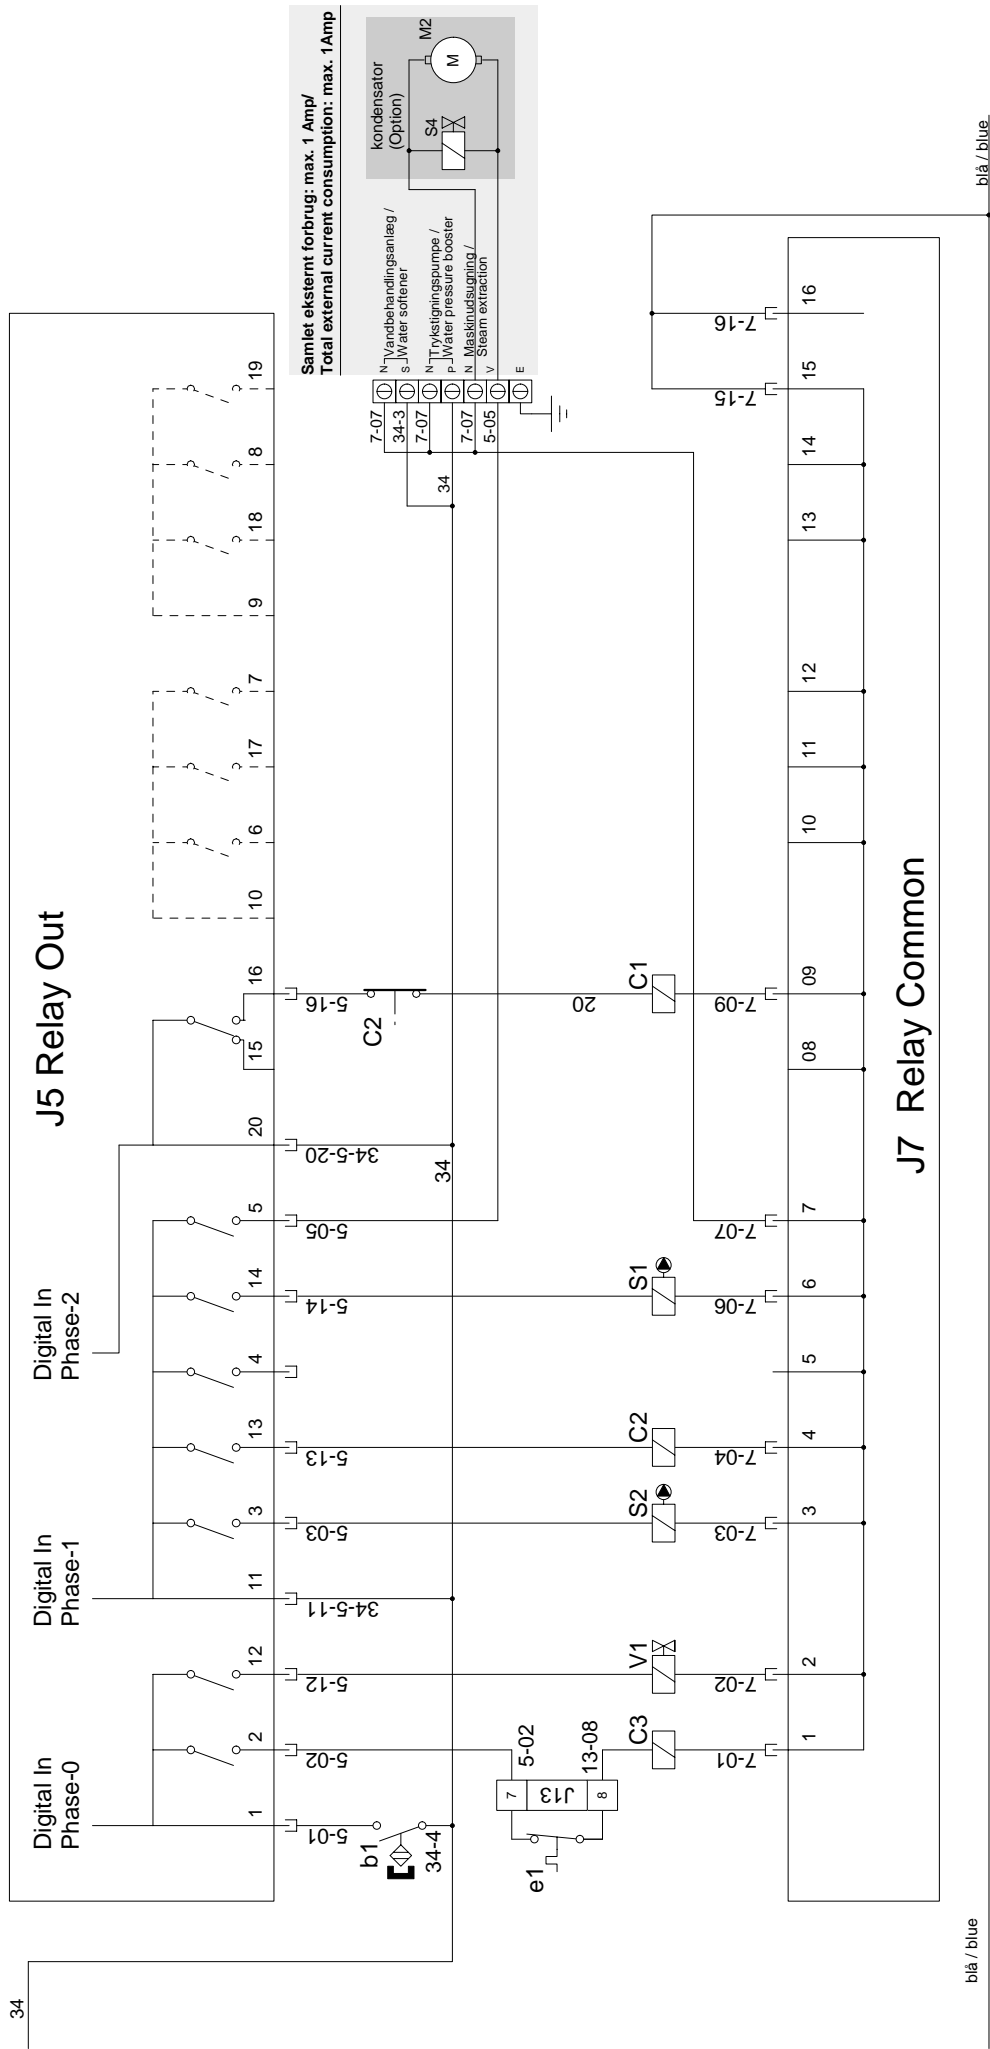 34
J5 Relay Out
Digital In
Phase-0
Digital In
Phase-1
Digital In
Phase-2
1
2
12
11
3
13
4
14
5
20
15
16
10
6
17
7
9
18
8
19
5-01
5-02
5-12
34-5-11
5-03
5-13
5-14
5-05
34-5-20
5-16
b1
34-4
C2
34
34
Samlet eksternt forbrug: max. 1 Amp/
Total external current consumption: max. 1Amp
kondensator
(Option)
M2
M
S4
N
S
N
P
N
V
E
Vandbehandlingsanlæg /
Water softener
Trykstigningspumpe /
Water pressure booster
Maskinudsugning /
Steam extraction
7-07
34-3
7-07
7-07
5-05
e1
7
J13
8
5-02
13-08
C3
V1
S2
C2
S1
20
C1
7-01
7-02
7-03
7-04
7-06
7-07
7-09
7-15
7-16
1
2
3
4
5
6
7
08
09
10
11
12
13
14
15
16
J7 Relay Common
blå / blue
blå / blue